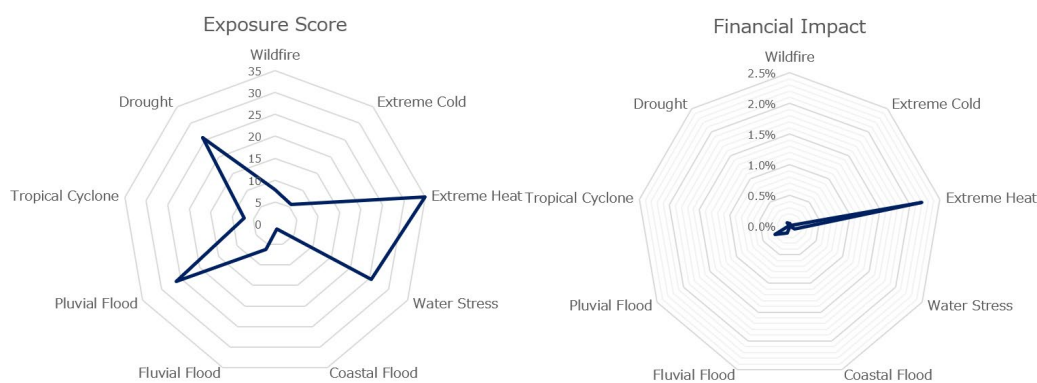 Exposure Score
Wildfire
Extreme Cold
Extreme Heat
Water Stress
Coastal Flood
Fluvial Flood
Pluvial Flood
Tropical Cyclone
Drought
35
30
25
20
15
10
5
0
Financial Impact
Wildfire
Extreme Cold
Extreme Heat
Water Stress
Coastal Flood
Fluvial Flood
Pluvial Flood
Tropical Cyclone
Drought
2.5%
2.0%
1.5%
1.0%
0.5%
0.0%